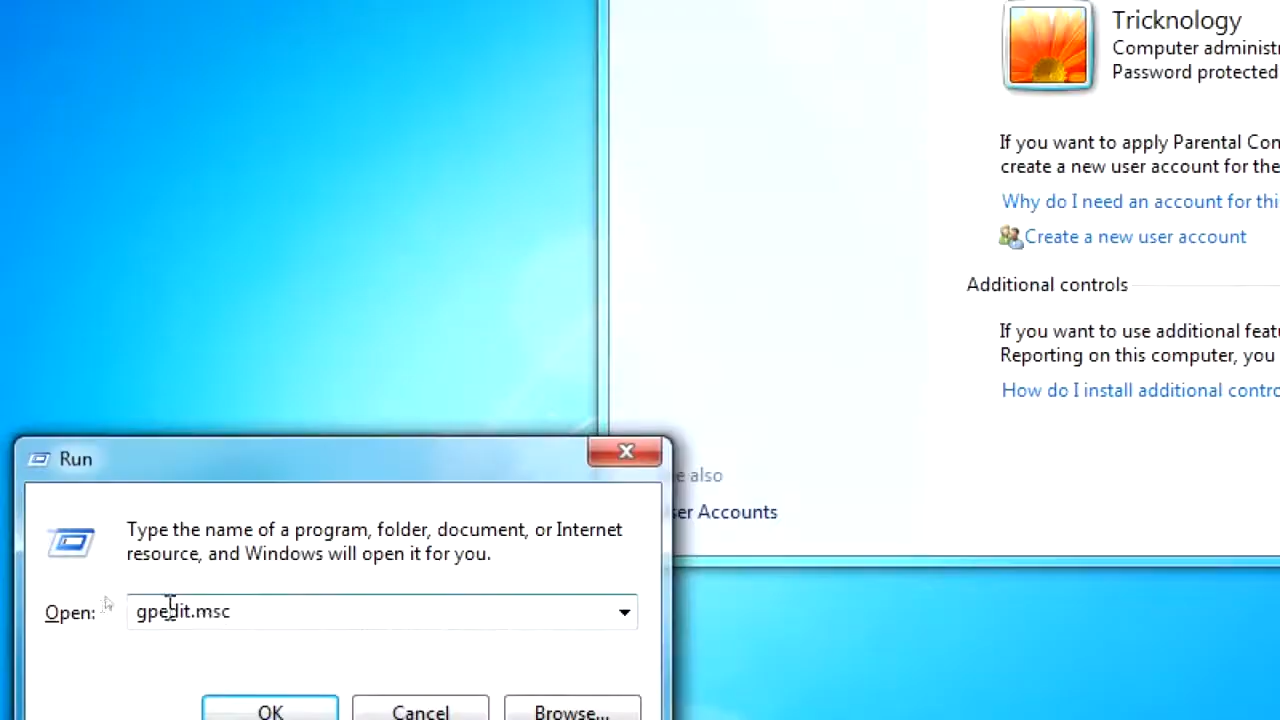 Tricknology
Computer administr
Password protected
If you want to apply Parental Con
create a new user account for the
Why do I need an account for thi
Create a new user account
Additional controls
If you want to use additional featu
Reporting on this computer, you
How do I install additional contro
e also
ser Accounts
Run
Type the name of a program, folder, document, or Internet
resource, and Windows will open it for you.
Open: gpedit.msc
OK Cancel Browse...